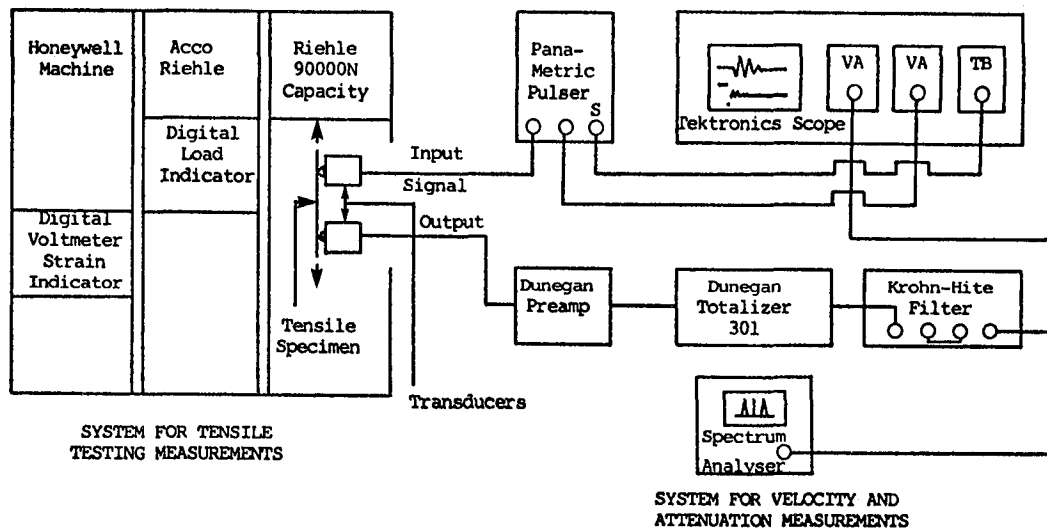 Honeywell
Machine
Acco
Riehle
Riehle
90000N
Capacity
Digital
Load
Indicator
Digital
Voltmeter
Strain
Indicator
Tensile
Specimen
Input
Signal
Output
Transducers
Pana-
Metric
Pulser
S
VA
VA
TB
Tektronics Scope
Dunegan
Preamp
Dunegan
Totalizer
301
Krohn-Hite
Filter
Spectrum
Analyser
SYSTEM FOR TENSILE
TESTING MEASUREMENTS
SYSTEM FOR VELOCITY AND
ATTENUATION MEASUREMENTS